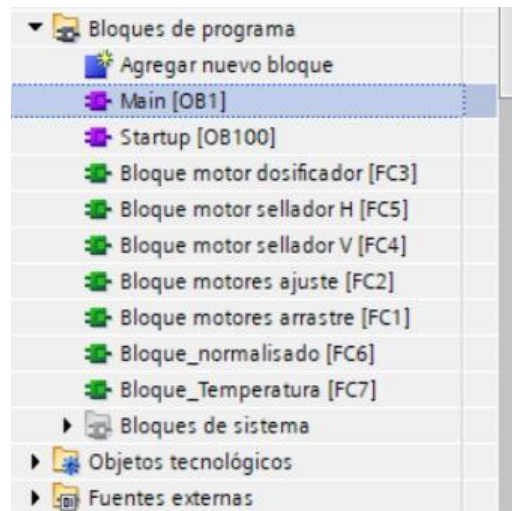 Bloques de programa
Agregar nuevo bloque
Main [OB1]
Startup [OB100]
Bloque motor dosificador [FC3]
Bloque motor sellador H [FC5]
Bloque motor sellador V [FC4]
Bloque motores ajuste [FC2]
Bloque motores arrastre [FC1]
Bloque_normalisado [FC6]
Bloque_Temperatura [FC7]
Bloques de sistema
Objetos tecnológicos
Fuentes externas